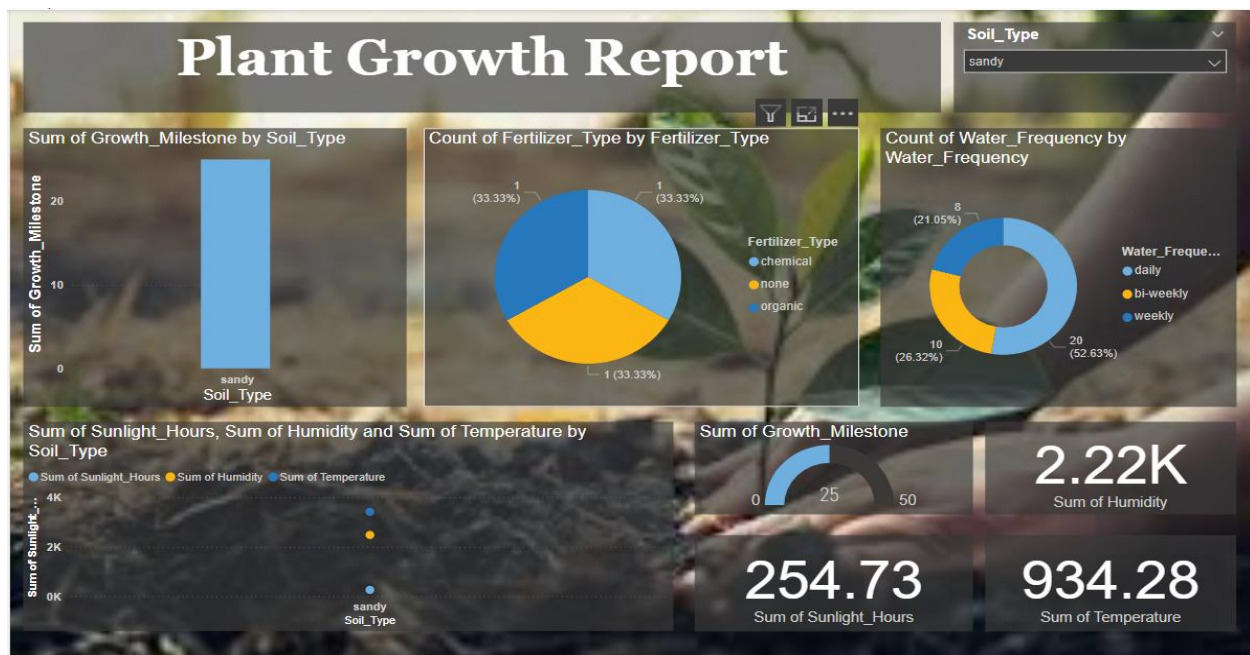 Plant Growth Report
Soil_Type
sandy
Sum of Growth_Milestone by Soil_Type
Sum of Growth_Milestone
20
10
0
sandy
Soil_Type
Count of Fertilizer_Type by Fertilizer_Type
1
(33.33%)
1
(33.33%)
1 (33.33%)
Fertilizer_Type
chemical
none
organic
Count of Water_Frequency by
Water_Frequency
8
(21.05%)
10
(26.32%)
20
(52.63%)
Water_Freque...
daily
bi-weekly
weekly
Sum of Sunlight_Hours, Sum of Humidity and Sum of Temperature by
Soil_Type
Sum of Sunlight_Hours Sum of Humidity Sum of Temperature
Sum of Sunlight_...
4K
2K
0K
sandy
Soil_Type
Sum of Growth_Milestone
0
25
50
2.22K
Sum of Humidity
254.73
Sum of Sunlight_Hours
934.28
Sum of Temperature